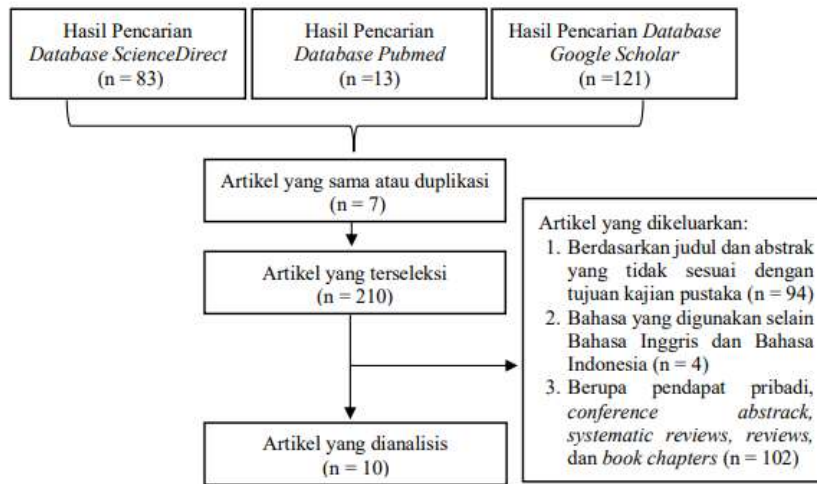 Hasil Pencarian
Database ScienceDirect
(n = 83)
Hasil Pencarian
Database Pubmed
(n =13)
Hasil Pencarian Database
Google Scholar
(n =121)
Artikel yang sama atau duplikasi
(n = 7)
Artikel yang terseleksi
(n = 210)
Artikel yang dikeluarkan:
1. Berdasarkan judul dan abstrak
yang tidak sesuai dengan
tujuan kajian pustaka (n = 94)
2. Bahasa yang digunakan selain
Bahasa Inggris dan Bahasa
Indonesia (n = 4)
3. Berupa pendapat pribadi,
conference abstrack,
systematic reviews, reviews,
dan book chapters (n = 102)
Artikel yang dianalisis
(n = 10)